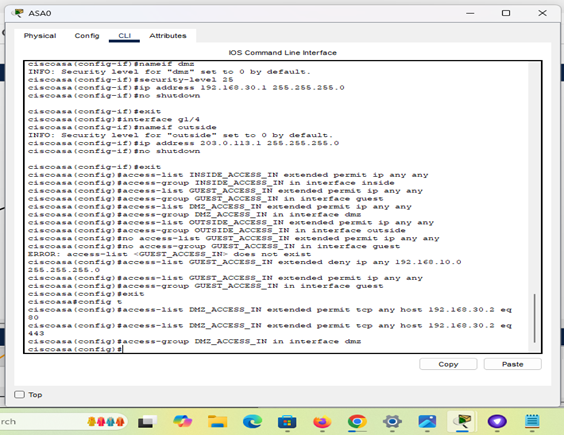 ASA0
Physical Config CLI Attributes
IOS Command Line Interface
ciscoasa(config-if)#nameif dmz
INFO: Security level for "dmz" set to 0 by default.
ciscoasa(config-if)#security-level 25
ciscoasa(config-if)#ip address 192.168.30.1 255.255.255.0
ciscoasa(config-if)#no shutdown
ciscoasa(config-if)#exit
ciscoasa(config)#interface g1/4
ciscoasa(config-if)#nameif outside
INFO: Security level for "outside" set to 0 by default.
ciscoasa(config-if)#ip address 203.0.113.1 255.255.255.0
ciscoasa(config-if)#no shutdown
ciscoasa(config-if)#exit
ciscoasa(config)#access-list INSIDE_ACCESS_IN extended permit ip any any
ciscoasa(config)#access-group INSIDE_ACCESS_IN in interface inside
ciscoasa(config)#access-list GUEST_ACCESS_IN extended permit ip any any
ciscoasa(config)#access-group GUEST_ACCESS_IN in interface guest
ciscoasa(config)#access-list DMZ_ACCESS_IN extended permit ip any any
ciscoasa(config)#access-group DMZ_ACCESS_IN in interface dmz
ciscoasa(config)#access-list OUTSIDE_ACCESS_IN extended permit ip any any
ciscoasa(config)#access-group OUTSIDE_ACCESS_IN in interface outside
ciscoasa(config)#no access-list GUEST_ACCESS_IN extended permit ip any any
ciscoasa(config)#no access-group GUEST_ACCESS_IN in interface guest
ERROR: access-list <GUEST_ACCESS_IN> does not exist
ciscoasa(config)#access-list GUEST_ACCESS_IN extended deny ip any 192.168.10.0
255.255.255.0
ciscoasa(config)#access-list GUEST_ACCESS_IN extended permit ip any any
ciscoasa(config)#access-group GUEST_ACCESS_IN in interface guest
ciscoasa(config)#exit
ciscoasa#config t
ciscoasa(config)#access-list DMZ_ACCESS_IN extended permit tcp any host 192.168.30.2 eq
80
ciscoasa(config)#access-list DMZ_ACCESS_IN extended permit tcp any host 192.168.30.2 eq
443
ciscoasa(config)#access-group DMZ_ACCESS_IN in interface dmz
ciscoasa(config)#
Copy Paste
Top
rch